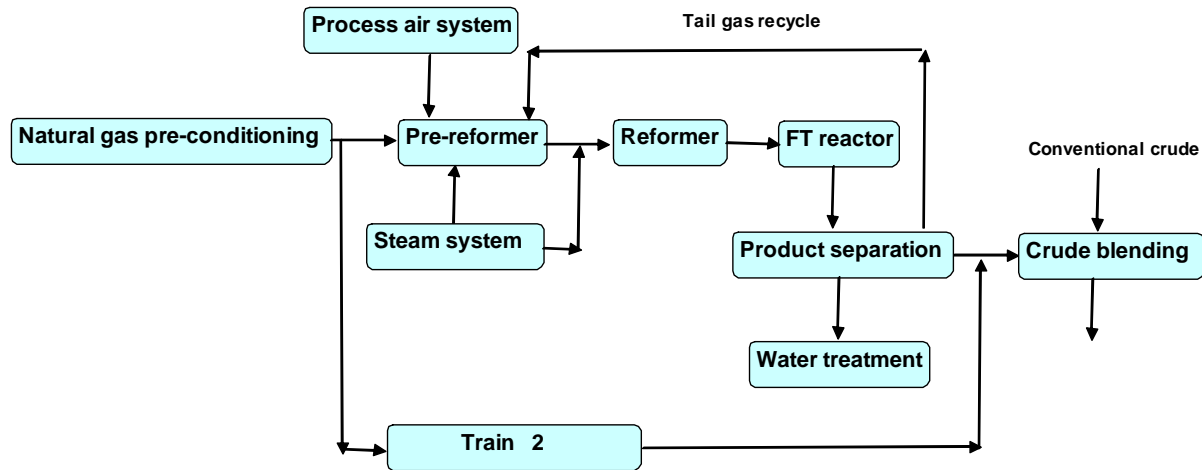 Process air system
Tail gas recycle
Natural gas pre-conditioning
Pre-reformer
Reformer
FT reactor
Conventional crude
Steam system
Product separation
Crude blending
Water treatment
Train 2